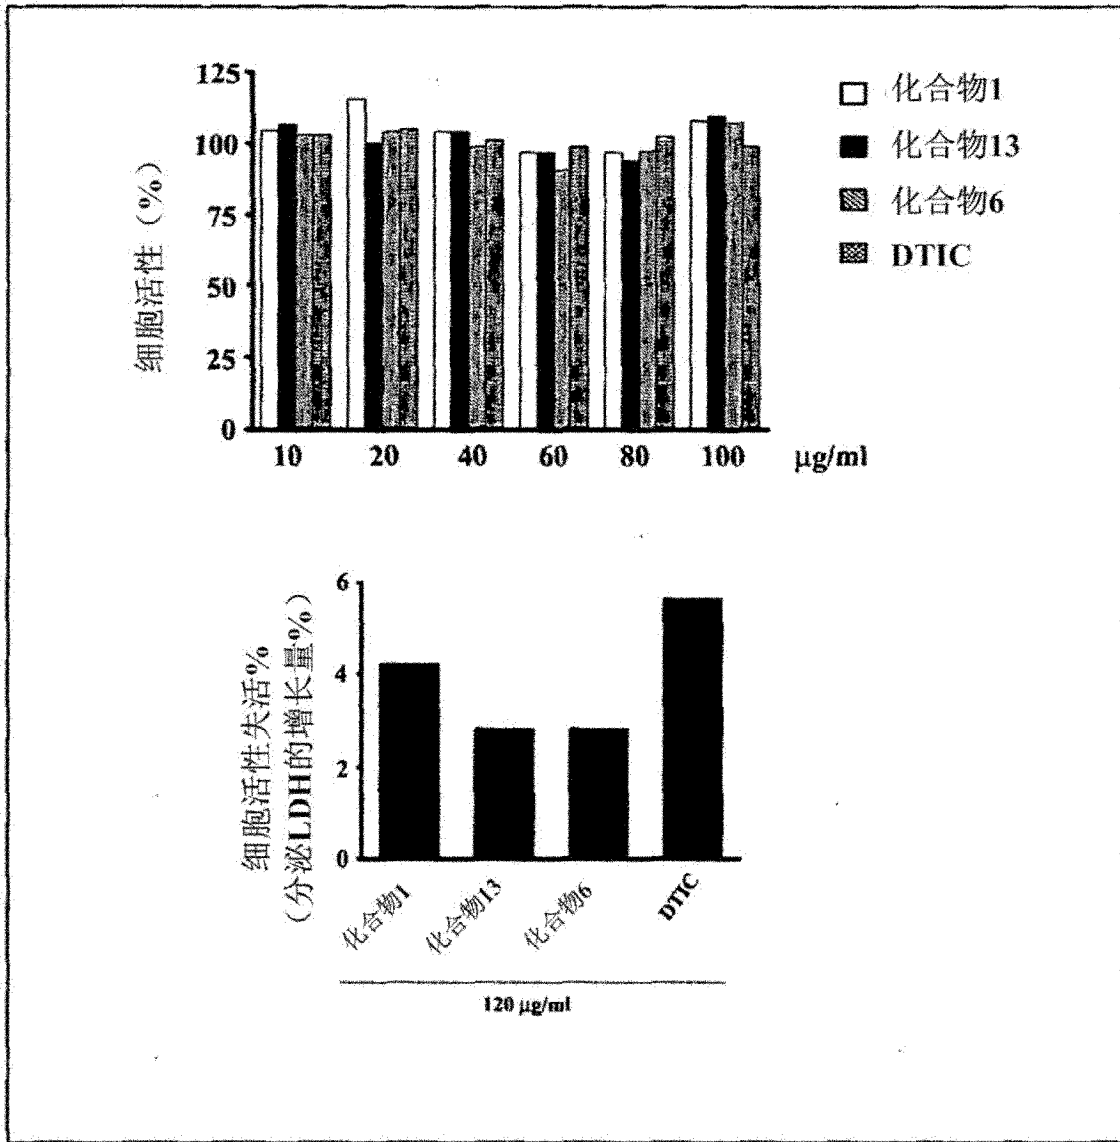 125
100
75
50
25
0
细胞活性（%）
10 20 40 60 80 100 μg/ml
化合物1
化合物13
化合物6
DTIC
6
4
2
0
细胞活性失活%
（分泌LDH的增长量%）
化合物1 化合物13 化合物6 DTIC
120 μg/ml